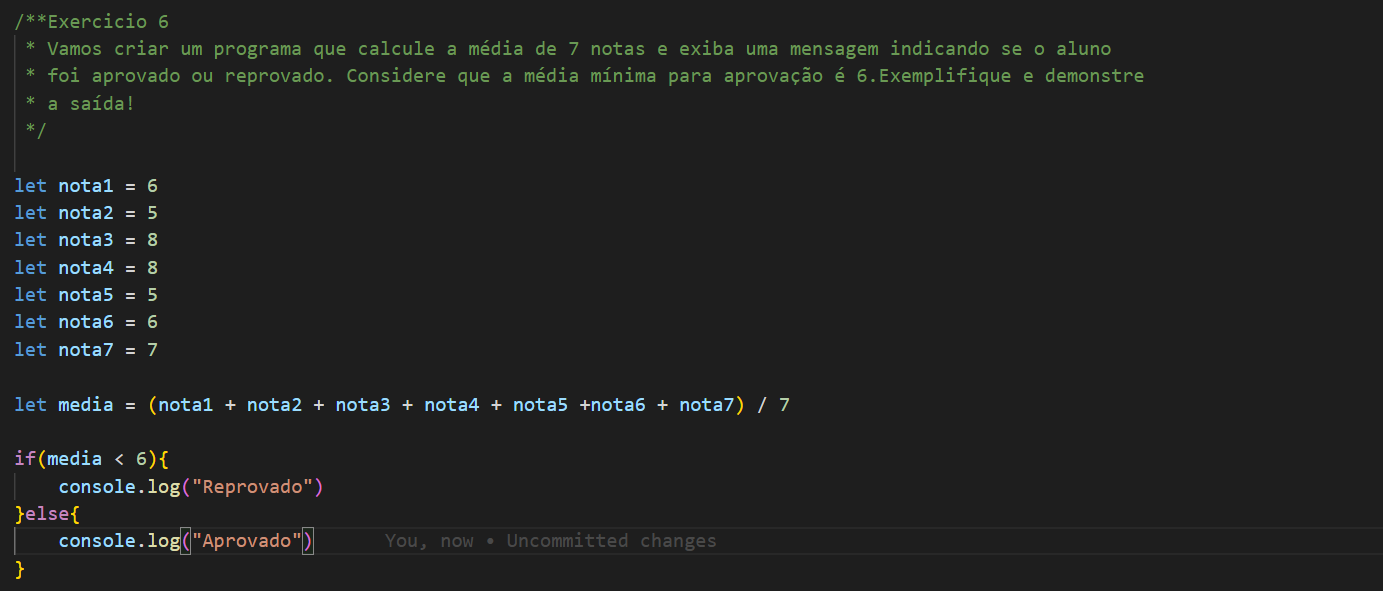 /**Exercicio 6
 * Vamos criar um programa que calcule a média de 7 notas e exiba uma mensagem indicando se o aluno
 * foi aprovado ou reprovado. Considere que a média mínima para aprovação é 6.Exemplifique e demonstre
 * a saída!
 */
let nota1 = 6
let nota2 = 5
let nota3 = 8
let nota4 = 8
let nota5 = 5
let nota6 = 6
let nota7 = 7
let media = (nota1 + nota2 + nota3 + nota4 + nota5 +nota6 + nota7) / 7
if(media < 6){
    console.log("Reprovado")
}else{
    console.log("Aprovado")      You, now • Uncommitted changes
}